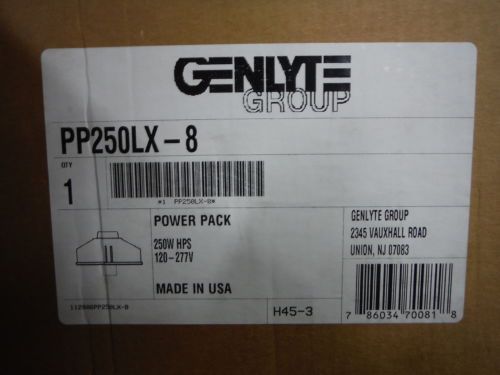 GENLYTE
GROUP
PP250LX-8
QTY
1
*1 PP250LX-8*
POWER PACK
250W HPS
120-277V
MADE IN USA
GENLYTE GROUP
2345 VAUXHALL ROAD
UNION, NJ 07083
H45-3
7 86034 70081 8